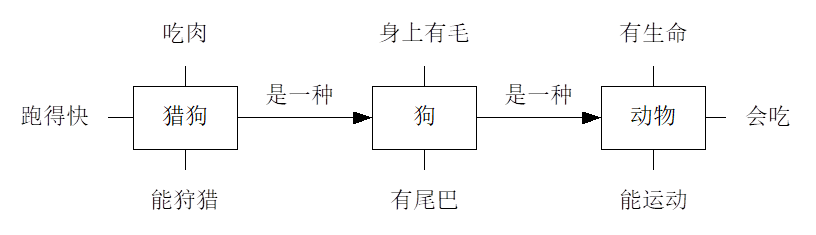 吃肉
身上有毛
有生命
跑得快
猎狗
是一种
狗
是一种
动物
会吃
能狩猎
有尾巴
能运动